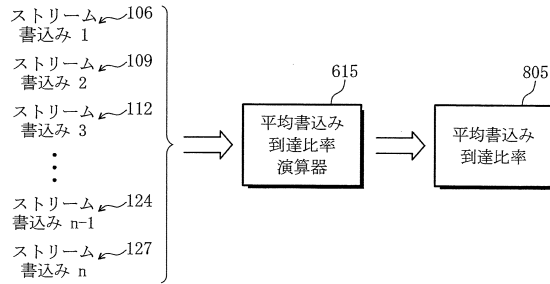 ストリーム 106
書込み 1
ストリーム 109
書込み 2
ストリーム 112
書込み 3
ストリーム 124
書込み n-1
ストリーム 127
書込み n
615
平均書込み
到達比率
演算器
805
平均書込み
到達比率